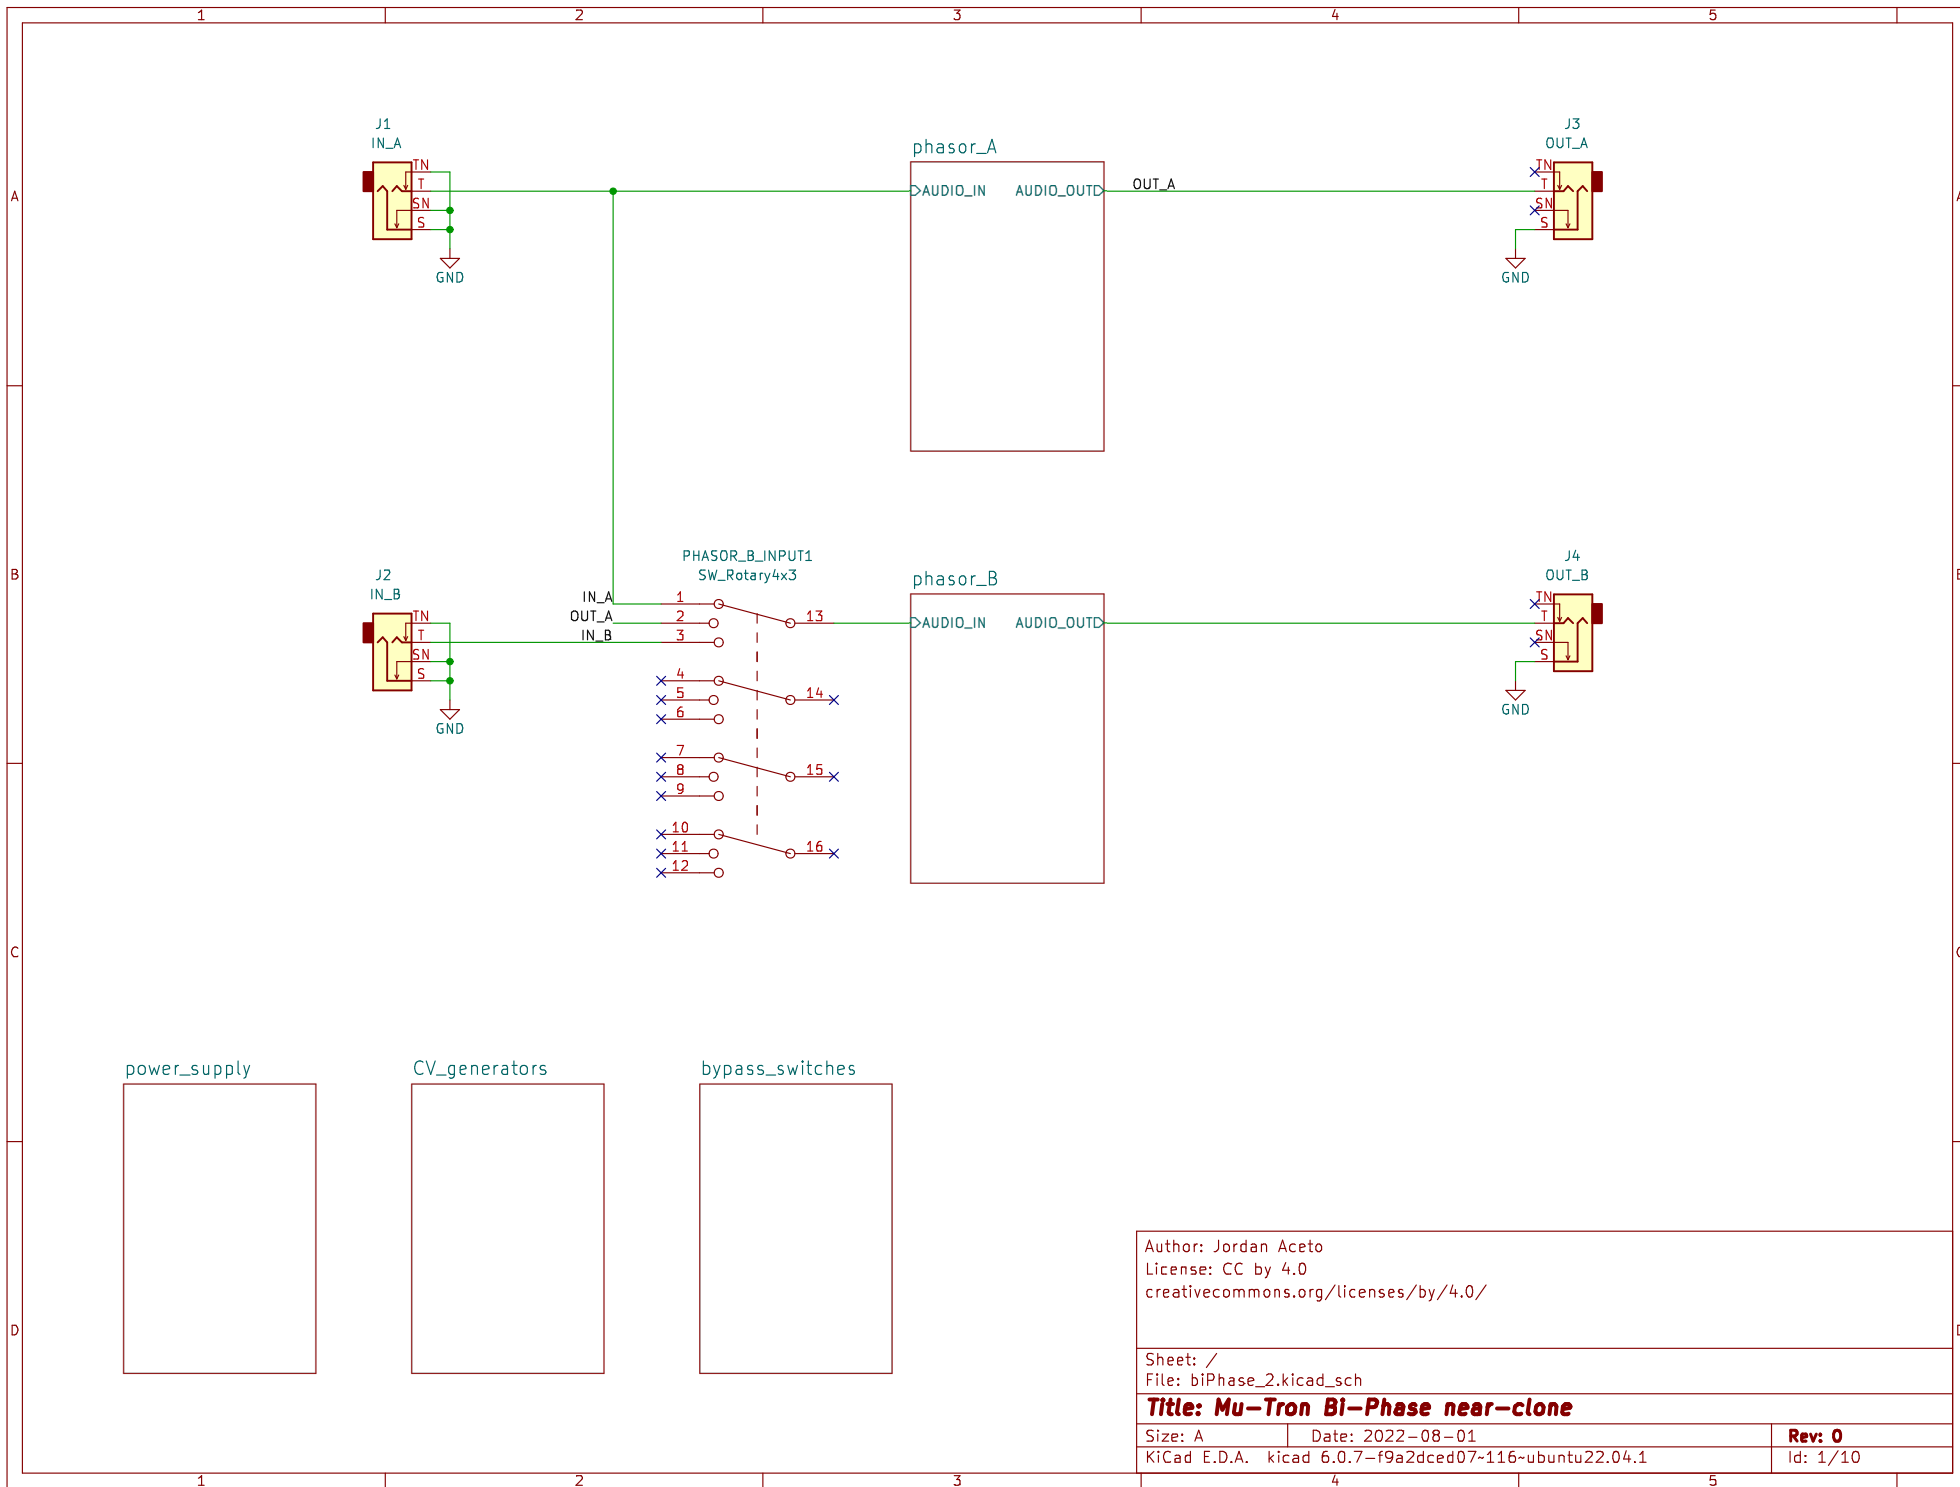 1 2 3 4 5
A
B
C
D
J1
IN_A
TN
T
SN
S
GND
phasor_A
AUDIO_IN AUDIO_OUT
OUT_A
J3
OUT_A
TN
T
SN
S
GND
J2
IN_B
TN
T
SN
S
GND
PHASOR_B_INPUT1
SW_Rotary4x3
IN_A
OUT_A
IN_B
1
2
3
13
4
5
6
14
7
8
9
15
10
11
12
16
phasor_B
AUDIO_IN AUDIO_OUT
J4
OUT_B
TN
T
SN
S
GND
power_supply
CV_generators
bypass_switches
Author: Jordan Aceto
License: CC by 4.0
creativecommons.org/licenses/by/4.0/
Sheet: /
File: biPhase_2.kicad_sch
Title: Mu-Tron Bi-Phase near-clone
Size: A Date: 2022-08-01 Rev: 0
KiCad E.D.A. kicad 6.0.7-f9a2dced07~116~ubuntu22.04.1 Id: 1/10
1 2 3 4 5